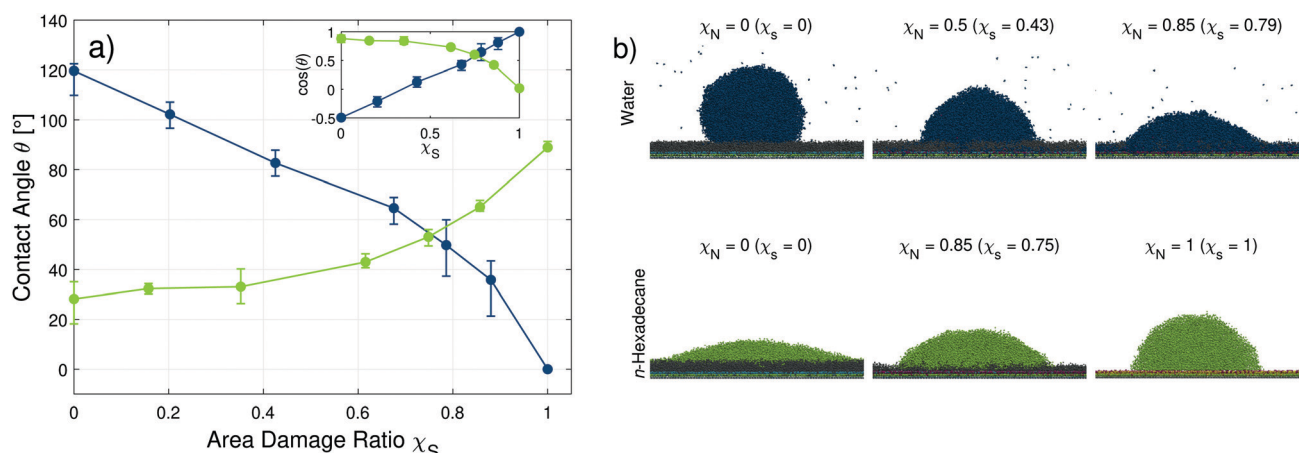 a)
140
120
100
80
60
40
20
0
Contact Angle θ [°]
0
0.2
0.4
0.6
0.8
1
Area Damage Ratio χS
1
0.5
0
-0.5
cos(θ)
0
0.5
1
χS
b)
χN = 0 (χs = 0)
χN = 0.5 (χs = 0.43)
χN = 0.85 (χs = 0.79)
Water
χN = 0 (χs = 0)
χN = 0.85 (χs = 0.75)
χN = 1 (χs = 1)
n-Hexadecane